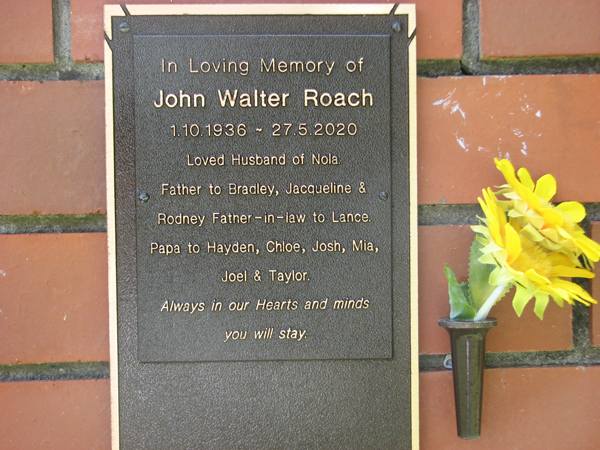 In Loving Memory of
John Walter Roach
1.10.1936 ~ 27.5.2020
Loved Husband of Nola.
Father to Bradley, Jacqueline &
Rodney Father-in-law to Lance.
Papa to Hayden, Chloe, Josh, Mia,
Joel & Taylor.
Always in our Hearts and minds
you will stay.